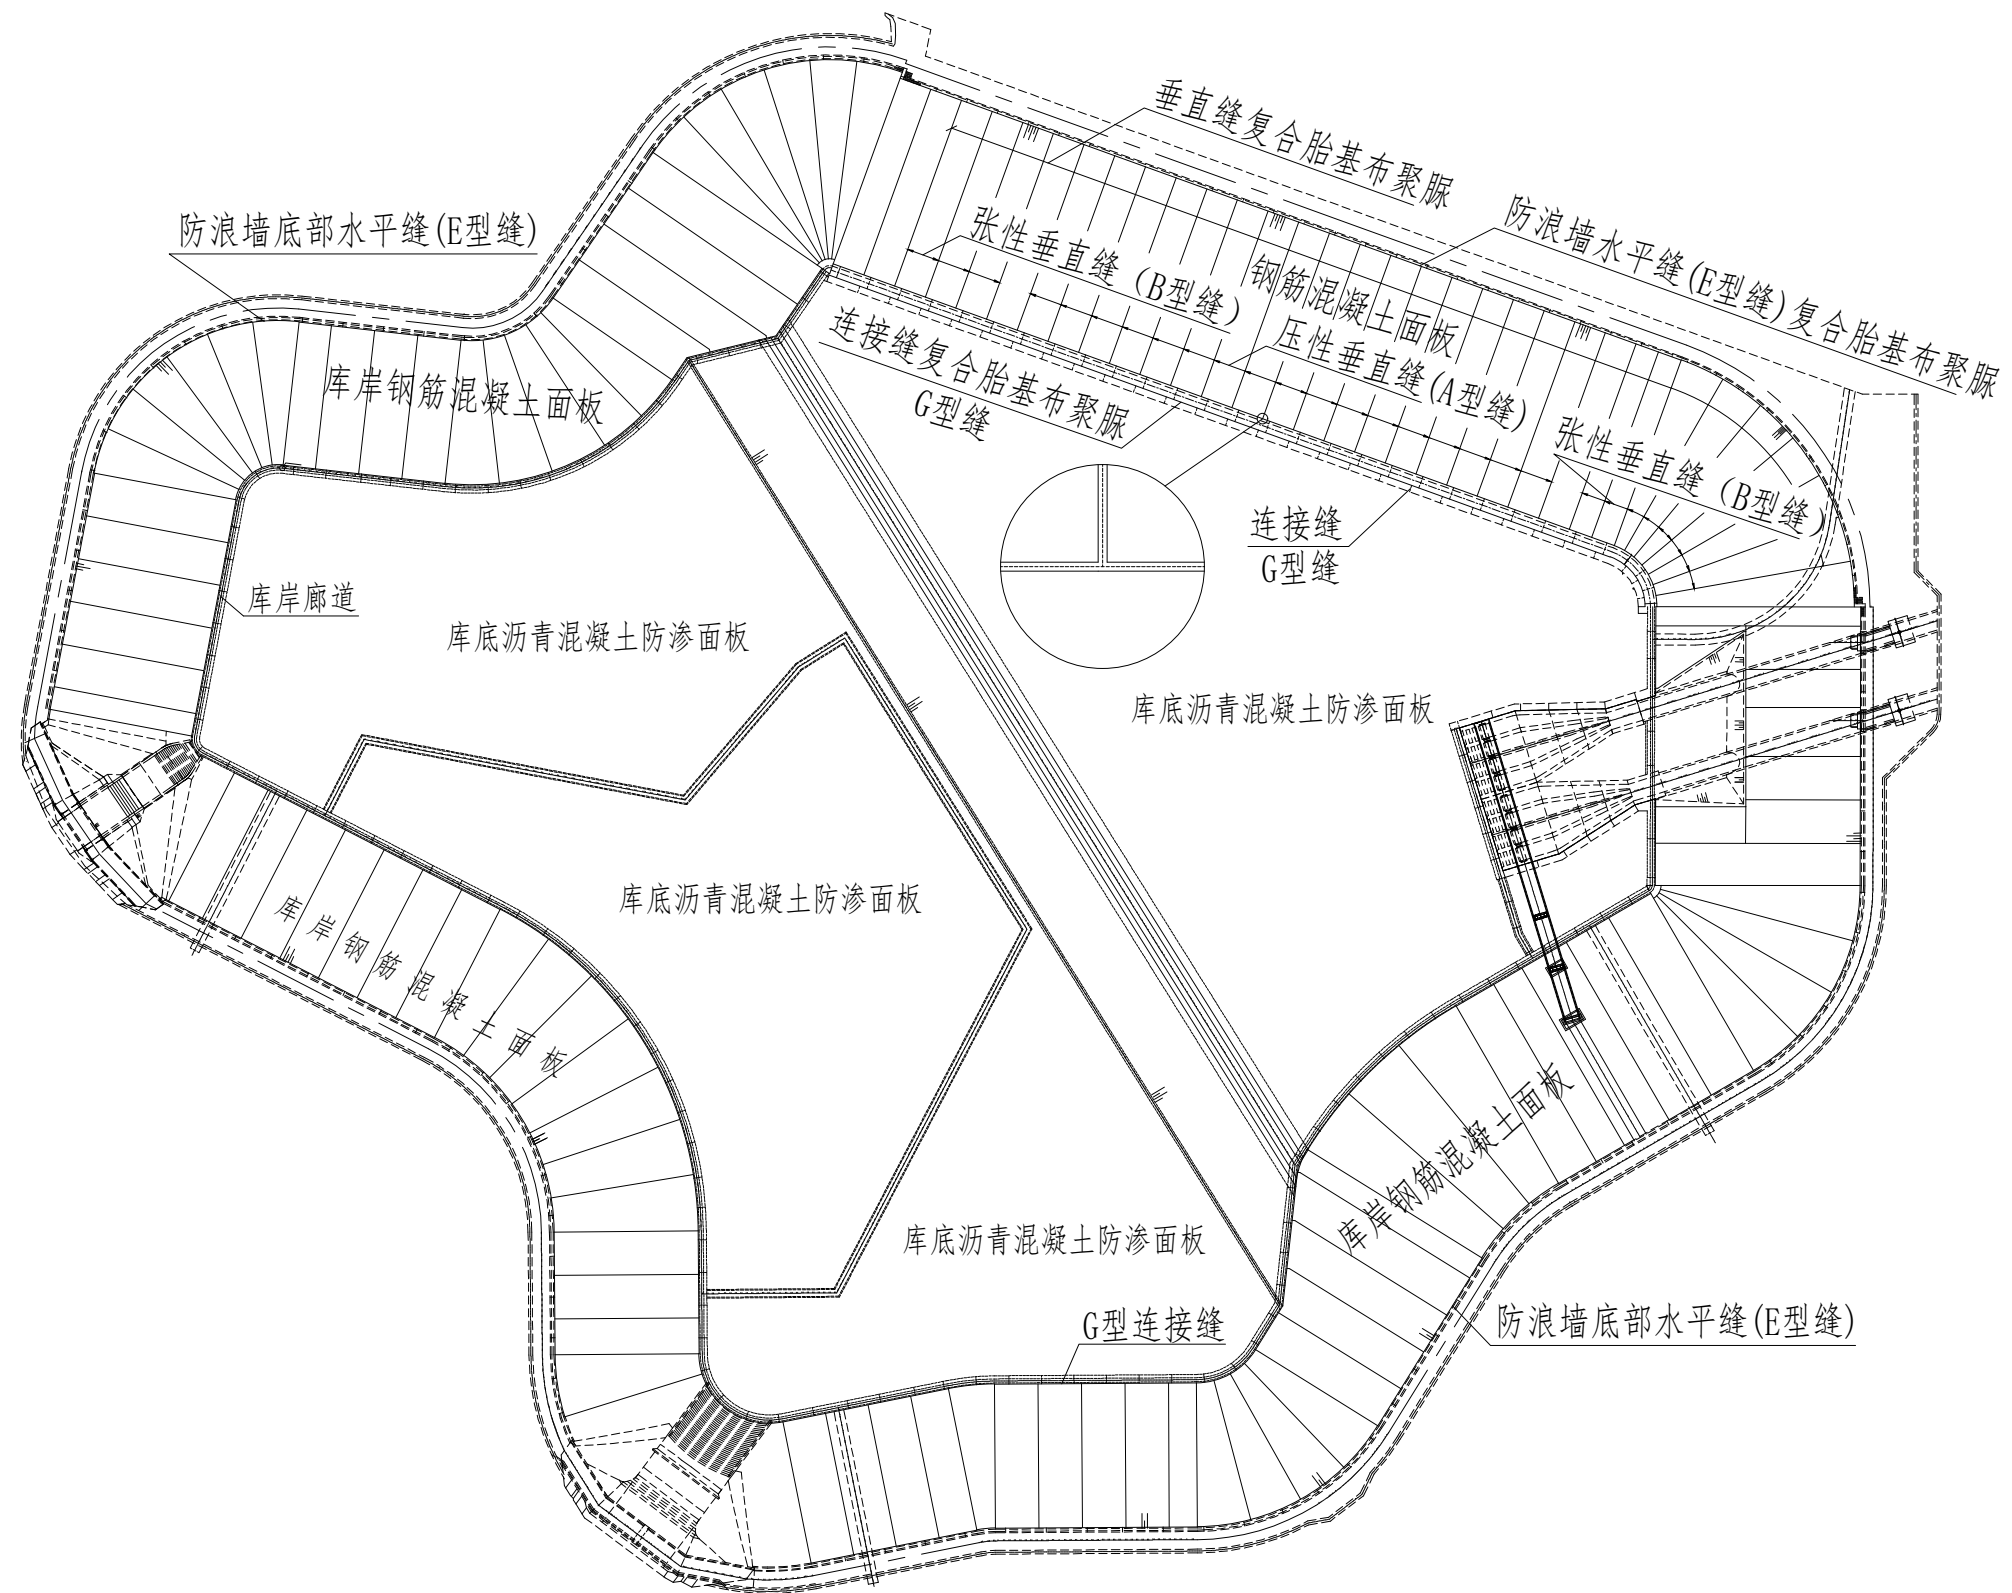 垂直缝复合胎基布聚脲
防浪墙水平缝(E型缝)复合胎基布聚脲
防浪墙底部水平缝(E型缝)
张性垂直缝(B型缝)
钢筋混凝土面板
连接缝复合胎基布聚脲
G型缝
压性垂直缝(A型缝)
库岸钢筋混凝土面板
张性垂直缝(B型缝)
连接缝
G型缝
库岸廊道
库底沥青混凝土防渗面板
库底沥青混凝土防渗面板
库底沥青混凝土防渗面板
库岸钢筋混凝土面板
库岸钢筋混凝土面板
库底沥青混凝土防渗面板
G型连接缝
防浪墙底部水平缝(E型缝)